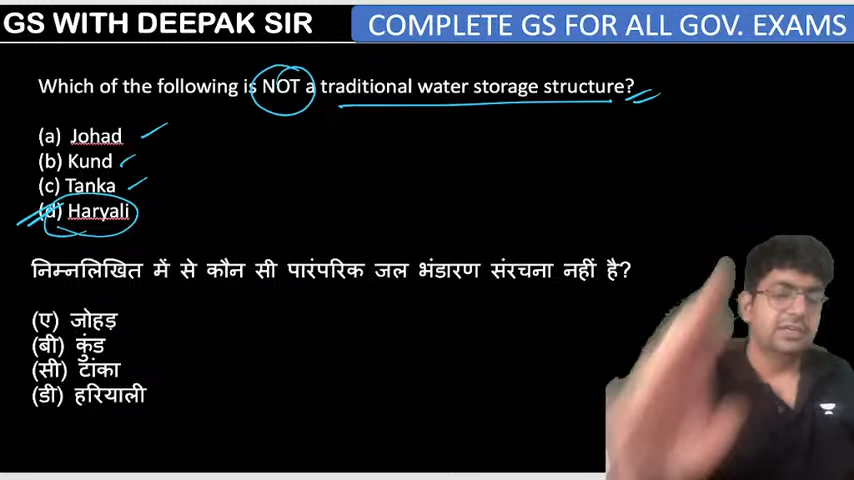 GS WITH DEEPAK SIR
COMPLETE GS FOR ALL GOV. EXAMS
Which of the following is NOT a traditional water storage structure?
(a) Johad
(b) Kund
(c) Tanka
(d) Haryali
निम्नलिखित में से कौन सी पारंपरिक जल भंडारण संरचना नहीं है?
(ए) जोहड़
(बी) कुंड
(सी) टांका
(डी) हरियाली